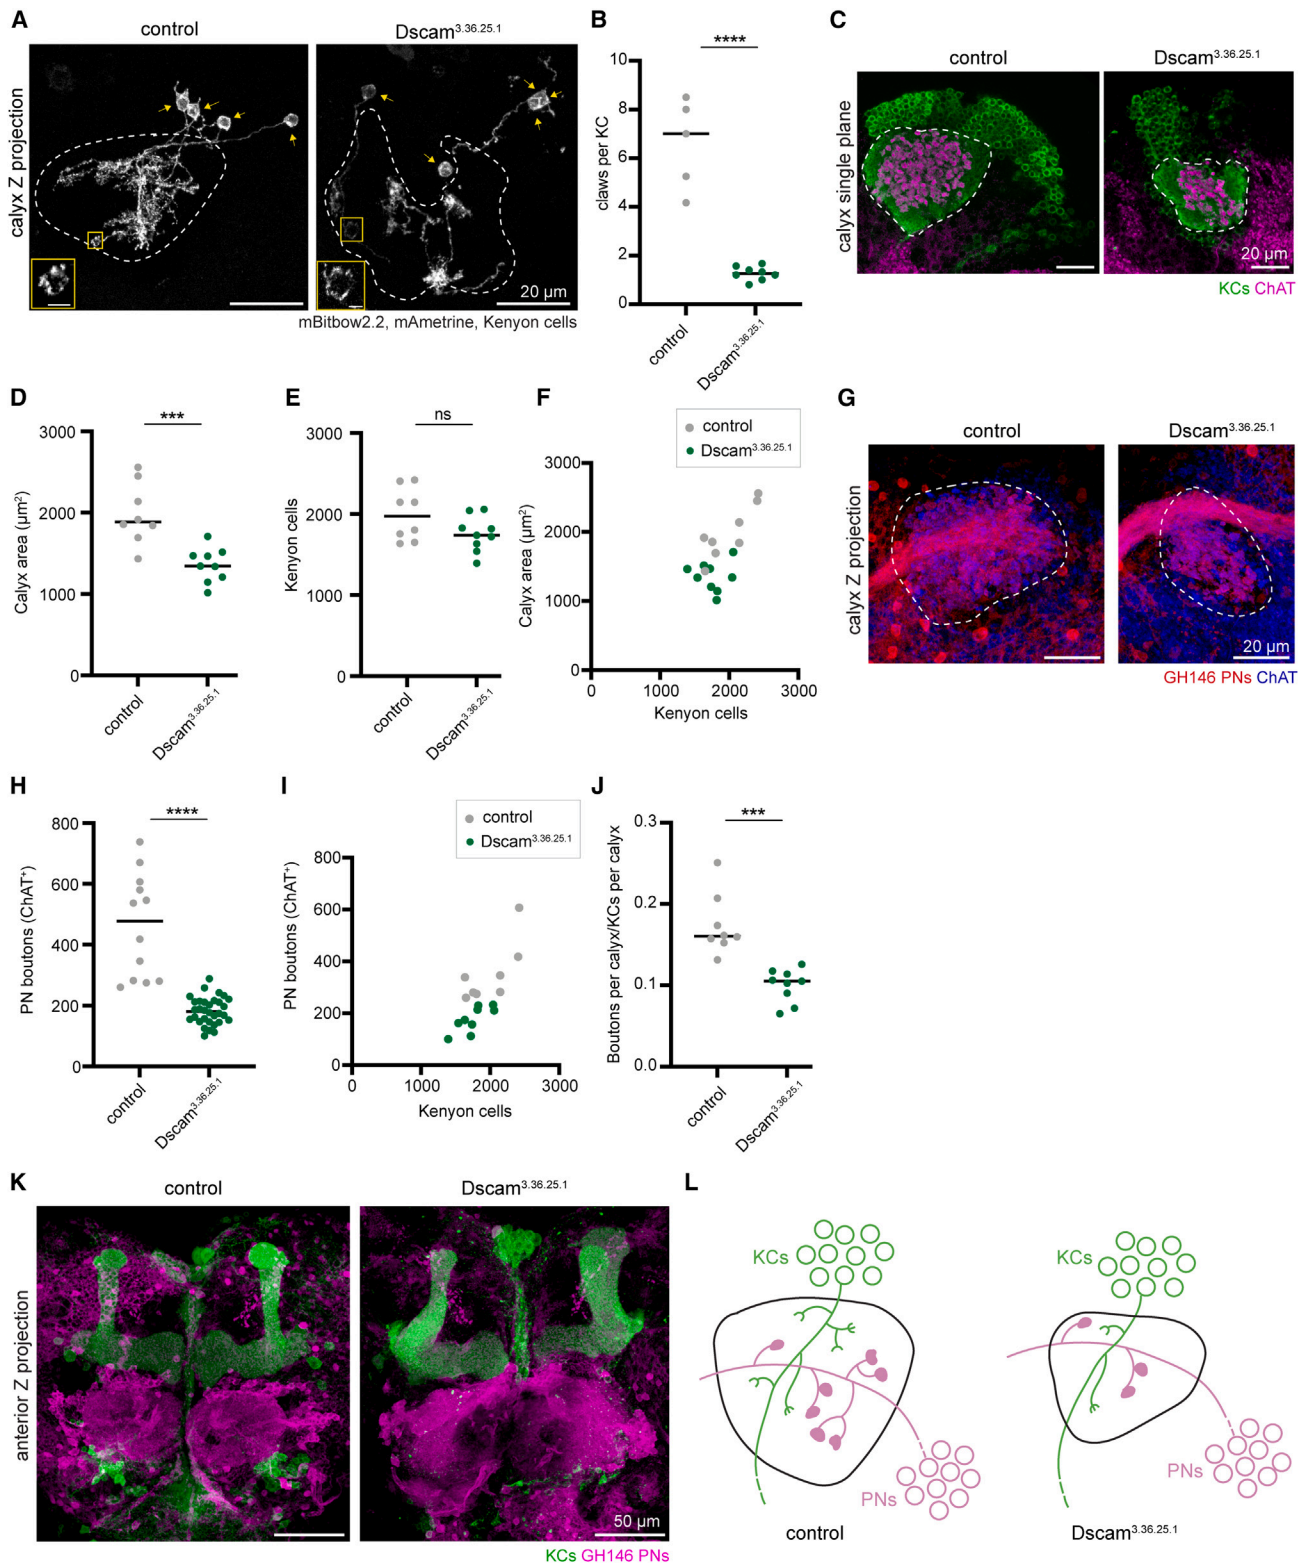 A
control
Dscam3.36.25.1
calyx Z projection
20 µm
mBitbow2.2, mAmetrine, Kenyon cells
B
****
claws per KC
10
8
6
4
2
0
control
Dscam3.36.25.1
C
control
Dscam3.36.25.1
calyx single plane
20 µm
KCs ChAT
D
***
Calyx area (µm2)
3000
2000
1000
0
control
Dscam3.36.25.1
E
ns
Kenyon cells
3000
2000
1000
0
control
Dscam3.36.25.1
F
control
Dscam3.36.25.1
Calyx area (µm2)
3000
2000
1000
0
0 1000 2000 3000
Kenyon cells
G
control
Dscam3.36.25.1
calyx Z projection
20 µm
GH146 PNs ChAT
H
****
PN boutons (ChAT+)
800
600
400
200
0
control
Dscam3.36.25.1
I
control
Dscam3.36.25.1
PN boutons (ChAT+)
800
600
400
200
0
0 1000 2000 3000
Kenyon cells
J
***
Boutons per calyx/KCs per calyx
0.3
0.2
0.1
0.0
control
Dscam3.36.25.1
K
control
Dscam3.36.25.1
anterior Z projection
50 µm
KCs GH146 PNs
L
KCs
PNs
control
KCs
PNs
Dscam3.36.25.1